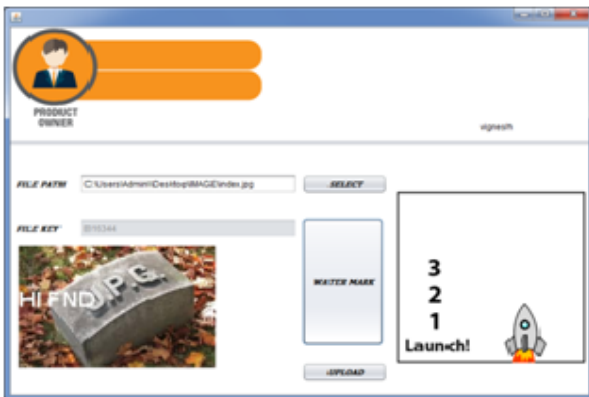 PRODUCT
OWNER
vignesh
FILE PATH C:\Users\Admin\Desktop\IMAGE\index.jpg SELECT
FILE KEY
HI FND J.P.G. WATER MARK
3
2
1
Launch!
UPLOAD